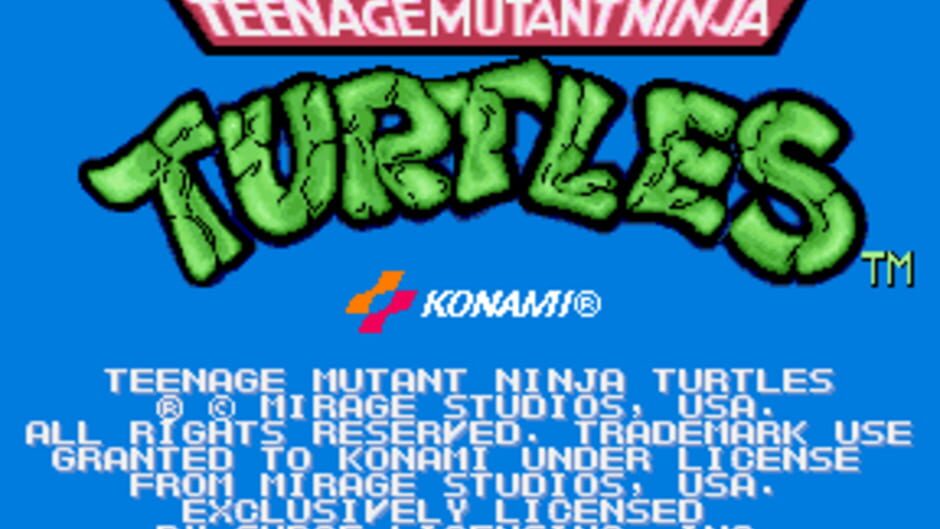 TEENAGE MUTANT NINJA
TURTLES
TM
KONAMI®
TEENAGE MUTANT NINJA TURTLES
® © MIRAGE STUDIOS, USA.
ALL RIGHTS RESERVED. TRADEMARK USE
GRANTED TO KONAMI UNDER LICENSE
FROM MIRAGE STUDIOS, USA.
EXCLUSIVELY LICENSED